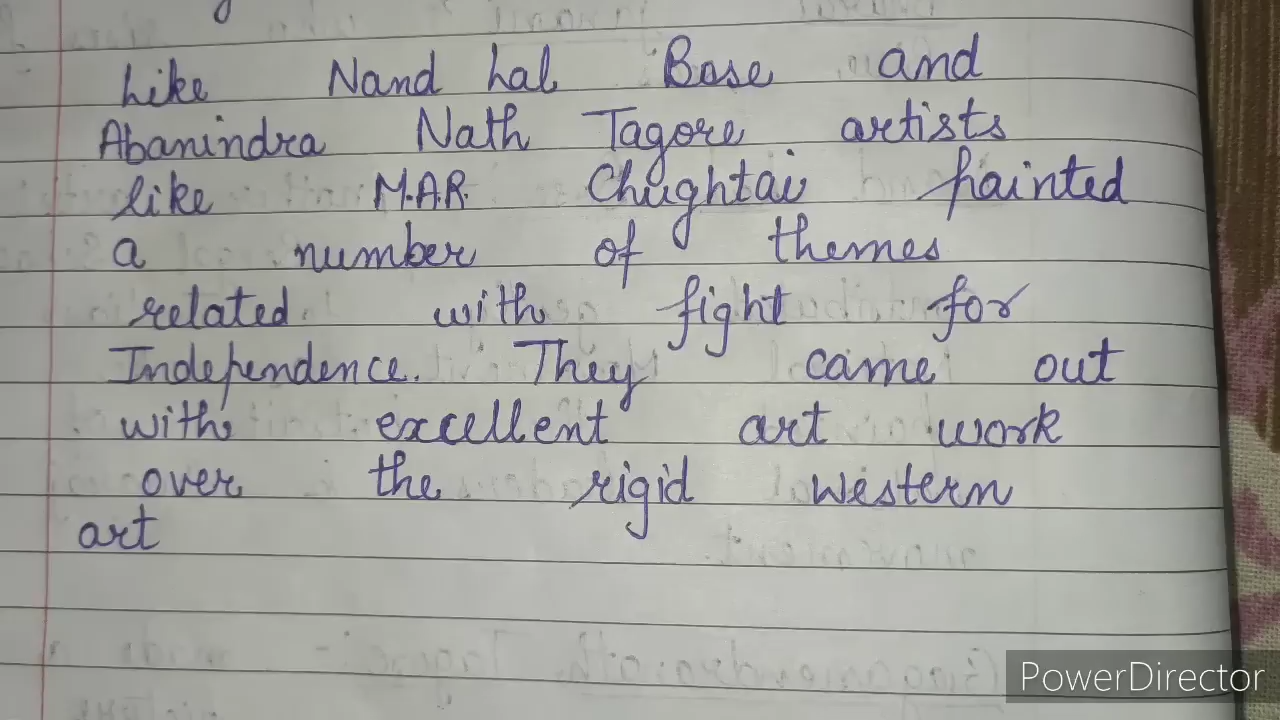 Like Nand Lal Bose and
Abanindra Nath Tagore artists
like M.A.R. Chughtai painted
a number of themes
related with fight for
Independence. They came out
with excellent art work
over the rigid western
art
PowerDirector